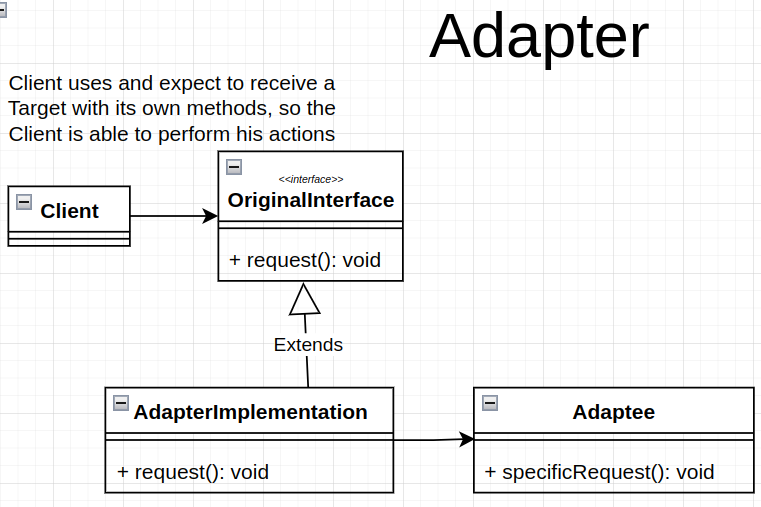 Adapter
Client uses and expect to receive a
Target with its own methods, so the
Client is able to perform his actions
<<interface>>
OriginalInterface
Client
+ request(): void
Extends
AdapterImplementation
Adaptee
+ request(): void
+ specificRequest(): void